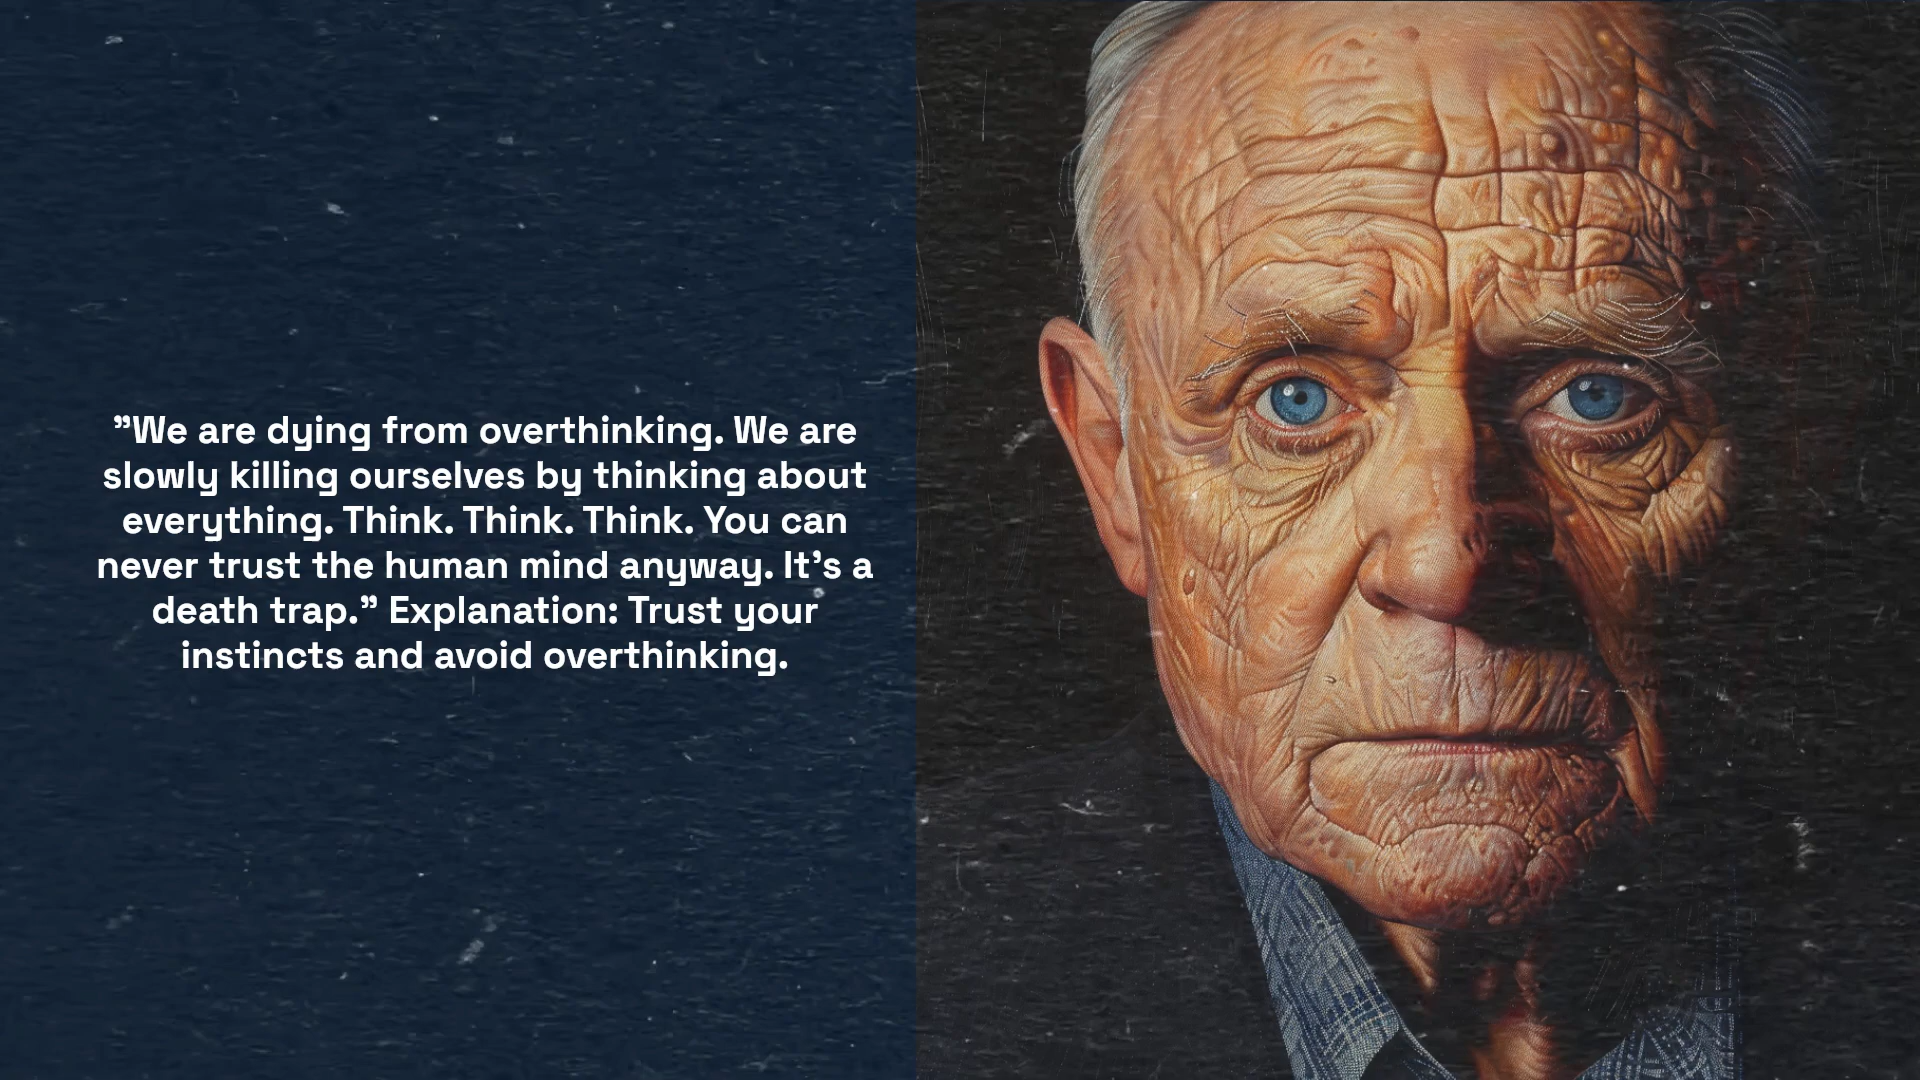 ”We are dying from overthinking. We are
slowly killing ourselves by thinking about
everything. Think. Think. Think. You can
never trust the human mind anyway. It’s a
death trap.” Explanation: Trust your
instincts and avoid overthinking.